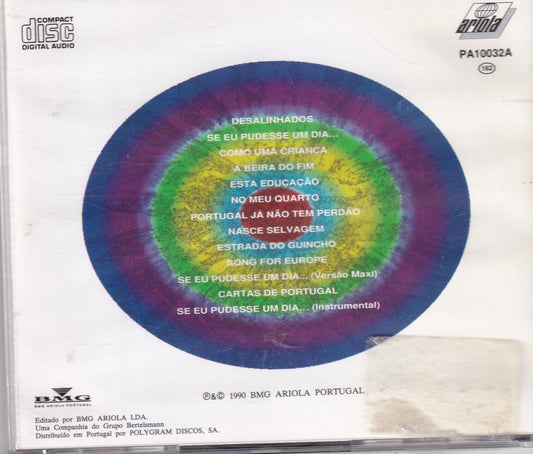 COMPACT
disc
DIGITAL AUDIO
ariola
PA10032A
162
DESALINHADOS
SE EU PUDESSE UM DIA...
COMO UMA CRIANÇA
À BEIRA DO FIM
ESTA EDUCAÇÃO
NO MEU QUARTO
PORTUGAL JÁ NÃO TEM PERDÃO
NASCE SELVAGEM
ESTRADA DO GUINCHO
SONG FOR EUROPE
SE EU PUDESSE UM DIA... (Versão Maxi)
CARTAS DE PORTUGAL
SE EU PUDESSE UM DIA... (Instrumental)
BMG
BMG ARIOLA PORTUGAL
℗&© 1990 BMG ARIOLA PORTUGAL
Editado por BMG ARIOLA LDA.
Uma Companhia do Grupo Bertelsmann
Distribuído em Portugal por POLYGRAM DISCOS, SA.